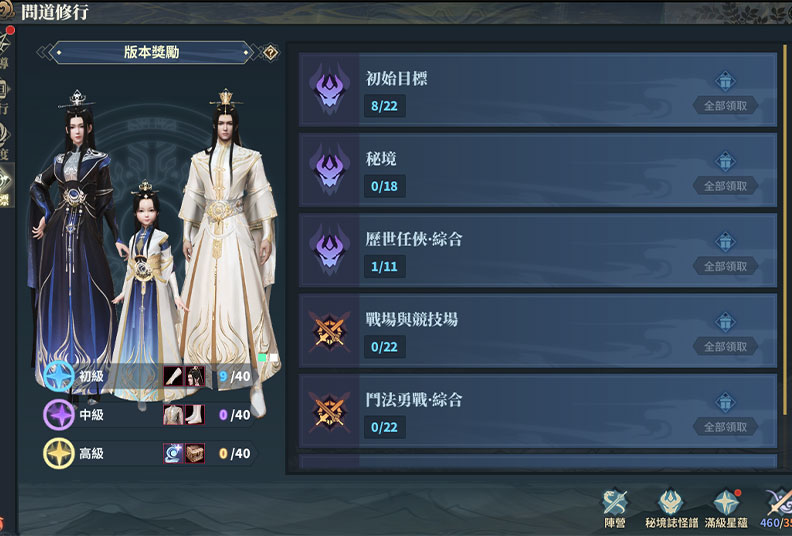 問道修行
版本獎勵
?
初始目標
8/22
全部領取
秘境
0/18
全部領取
歷世任俠·綜合
1/11
全部領取
戰場與競技場
0/22
全部領取
鬥法勇戰·綜合
0/22
全部領取
初級
9/40
中級
0/40
高級
0/40
陣營
秘境誌怪譜
滿級星蘊